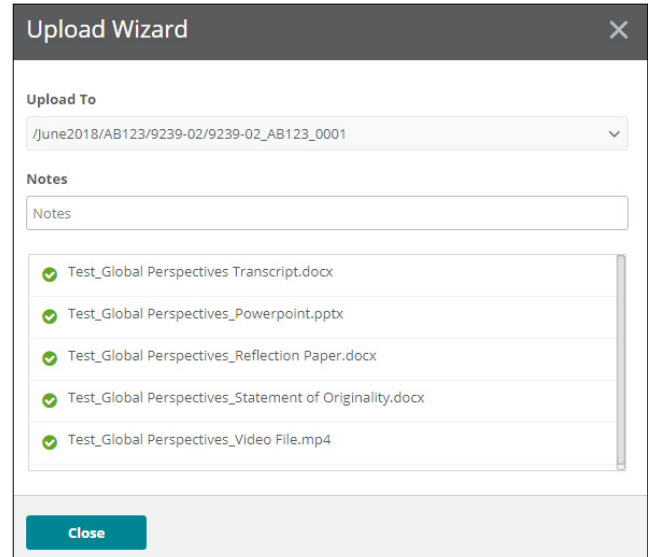 Upload Wizard
Upload To
/June2018/AB123/9239-02/9239-02_AB123_0001
Notes
Notes
Test_Global Perspectives Transcript.docx
Test_Global Perspectives_Powerpoint.pptx
Test_Global Perspectives_Reflection Paper.docx
Test_Global Perspectives_Statement of Originality.docx
Test_Global Perspectives_Video File.mp4
Close